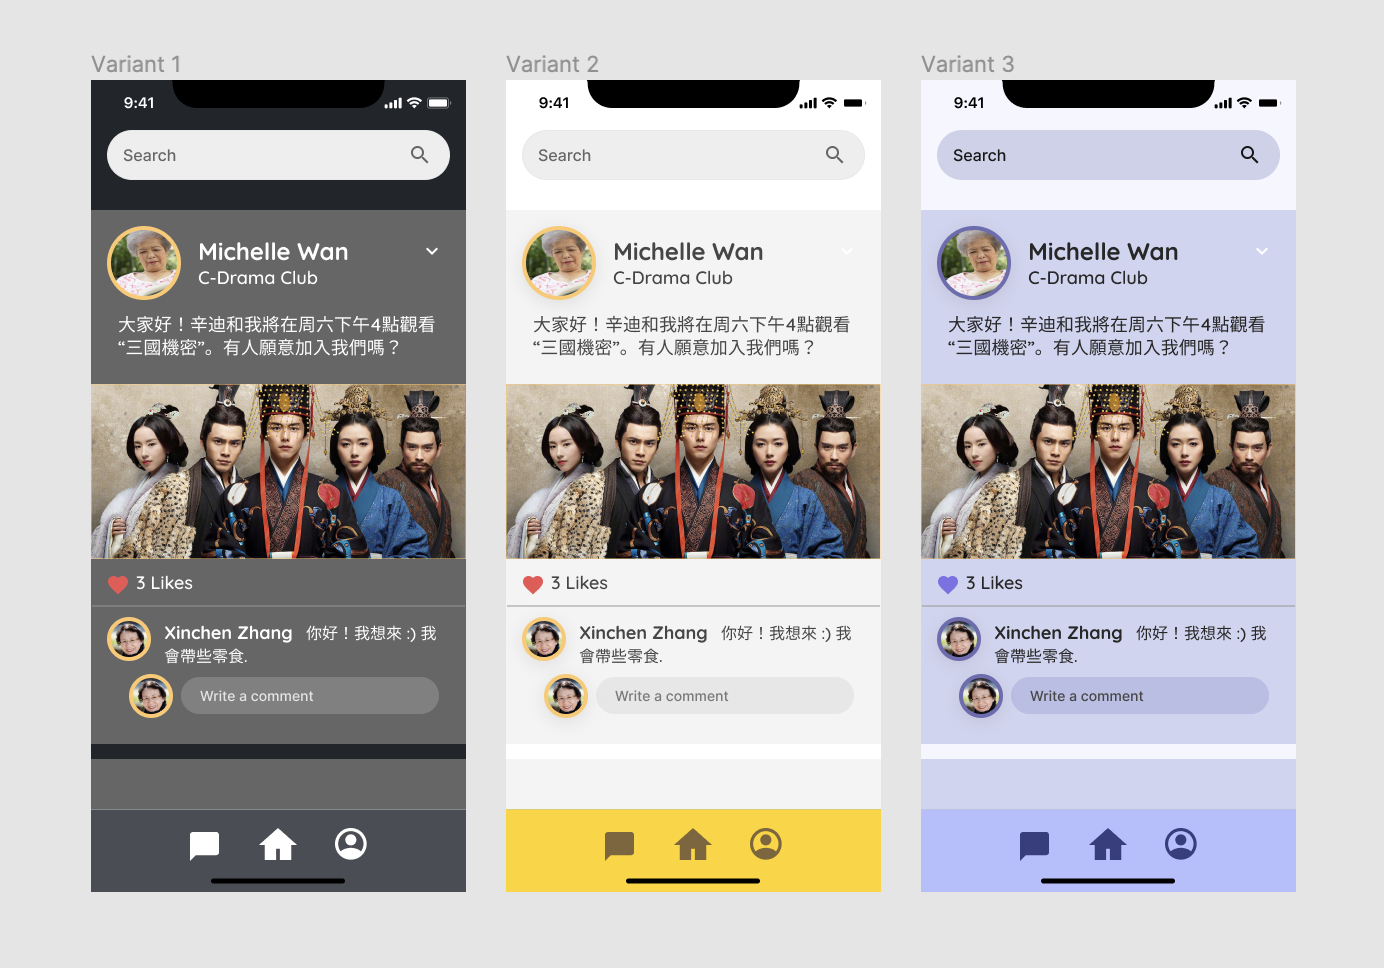 Variant 1
9:41
Search
Michelle Wan
C-Drama Club
大家好！辛迪和我將在周六下午4點觀看
“三國機密”。有人願意加入我們嗎？
3 Likes
Xinchen Zhang 你好！我想來 :) 我
會帶些零食.
Write a comment
Variant 2
9:41
Search
Michelle Wan
C-Drama Club
大家好！辛迪和我將在周六下午4點觀看
“三國機密”。有人願意加入我們嗎？
3 Likes
Xinchen Zhang 你好！我想來 :) 我
會帶些零食.
Write a comment
Variant 3
9:41
Search
Michelle Wan
C-Drama Club
大家好！辛迪和我將在周六下午4點觀看
“三國機密”。有人願意加入我們嗎？
3 Likes
Xinchen Zhang 你好！我想來 :) 我
會帶些零食.
Write a comment